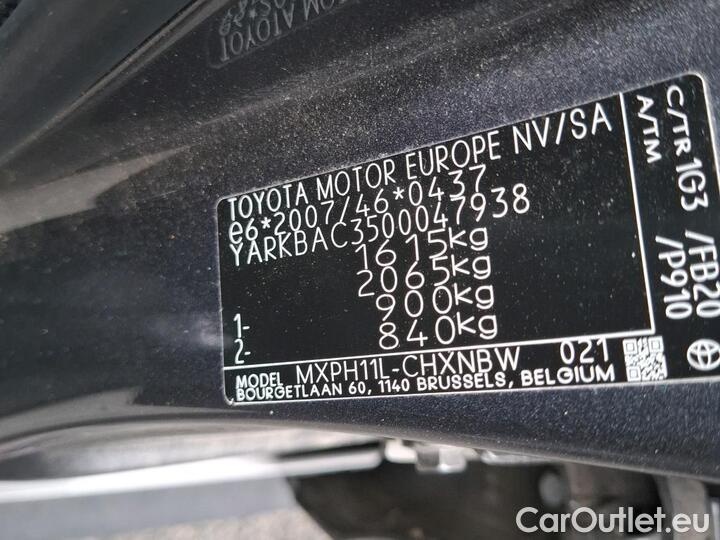 TOYOTA MOTOR EUROPE NV/SA
e6*2007/46*0437
YARKBAC3500047938
1615kg
2065kg
1- 900kg
2- 840kg
MODEL MXPH11L-CHXNBW 021
BOURGETLAAN 60, 1140 BRUSSELS, BELGIUM
C/TR 1G3 /FB20
A/TM /P910
CarOutlet.eu